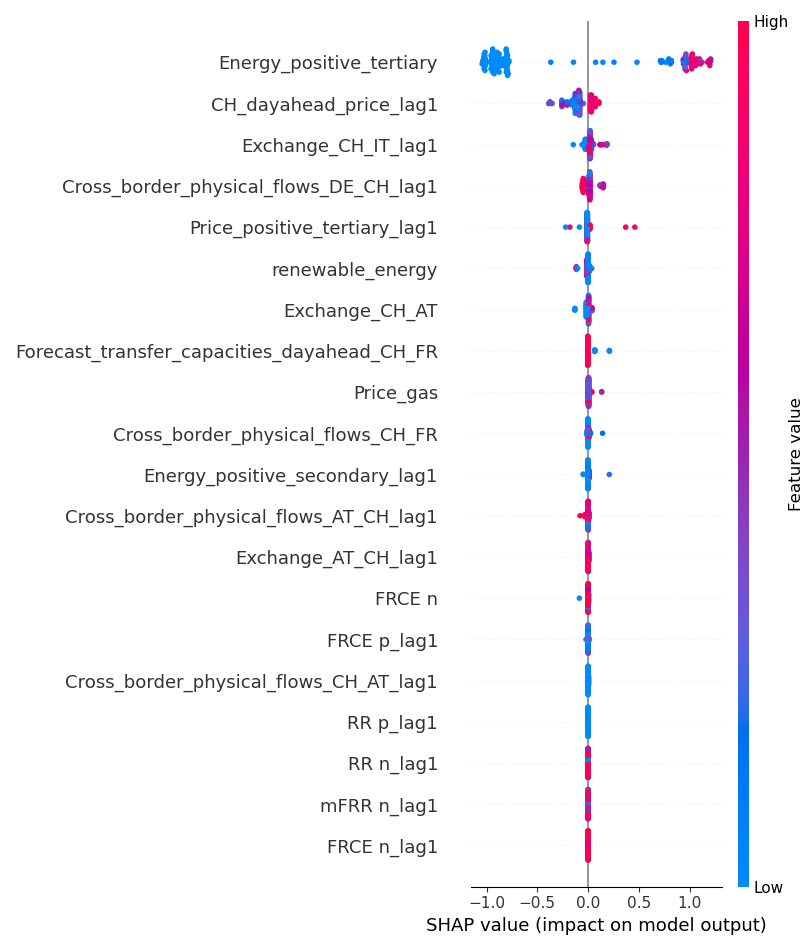 High
Energy_positive_tertiary
CH_dayahead_price_lag1
Exchange_CH_IT_lag1
Cross_border_physical_flows_DE_CH_lag1
Price_positive_tertiary_lag1
renewable_energy
Exchange_CH_AT
Forecast_transfer_capacities_dayahead_CH_FR
Price_gas
Cross_border_physical_flows_CH_FR
Energy_positive_secondary_lag1
Cross_border_physical_flows_AT_CH_lag1
Exchange_AT_CH_lag1
FRCE n
FRCE p_lag1
Cross_border_physical_flows_CH_AT_lag1
RR p_lag1
RR n_lag1
mFRR n_lag1
FRCE n_lag1
Feature value
Low
−1.0 −0.5 0.0 0.5 1.0
SHAP value (impact on model output)